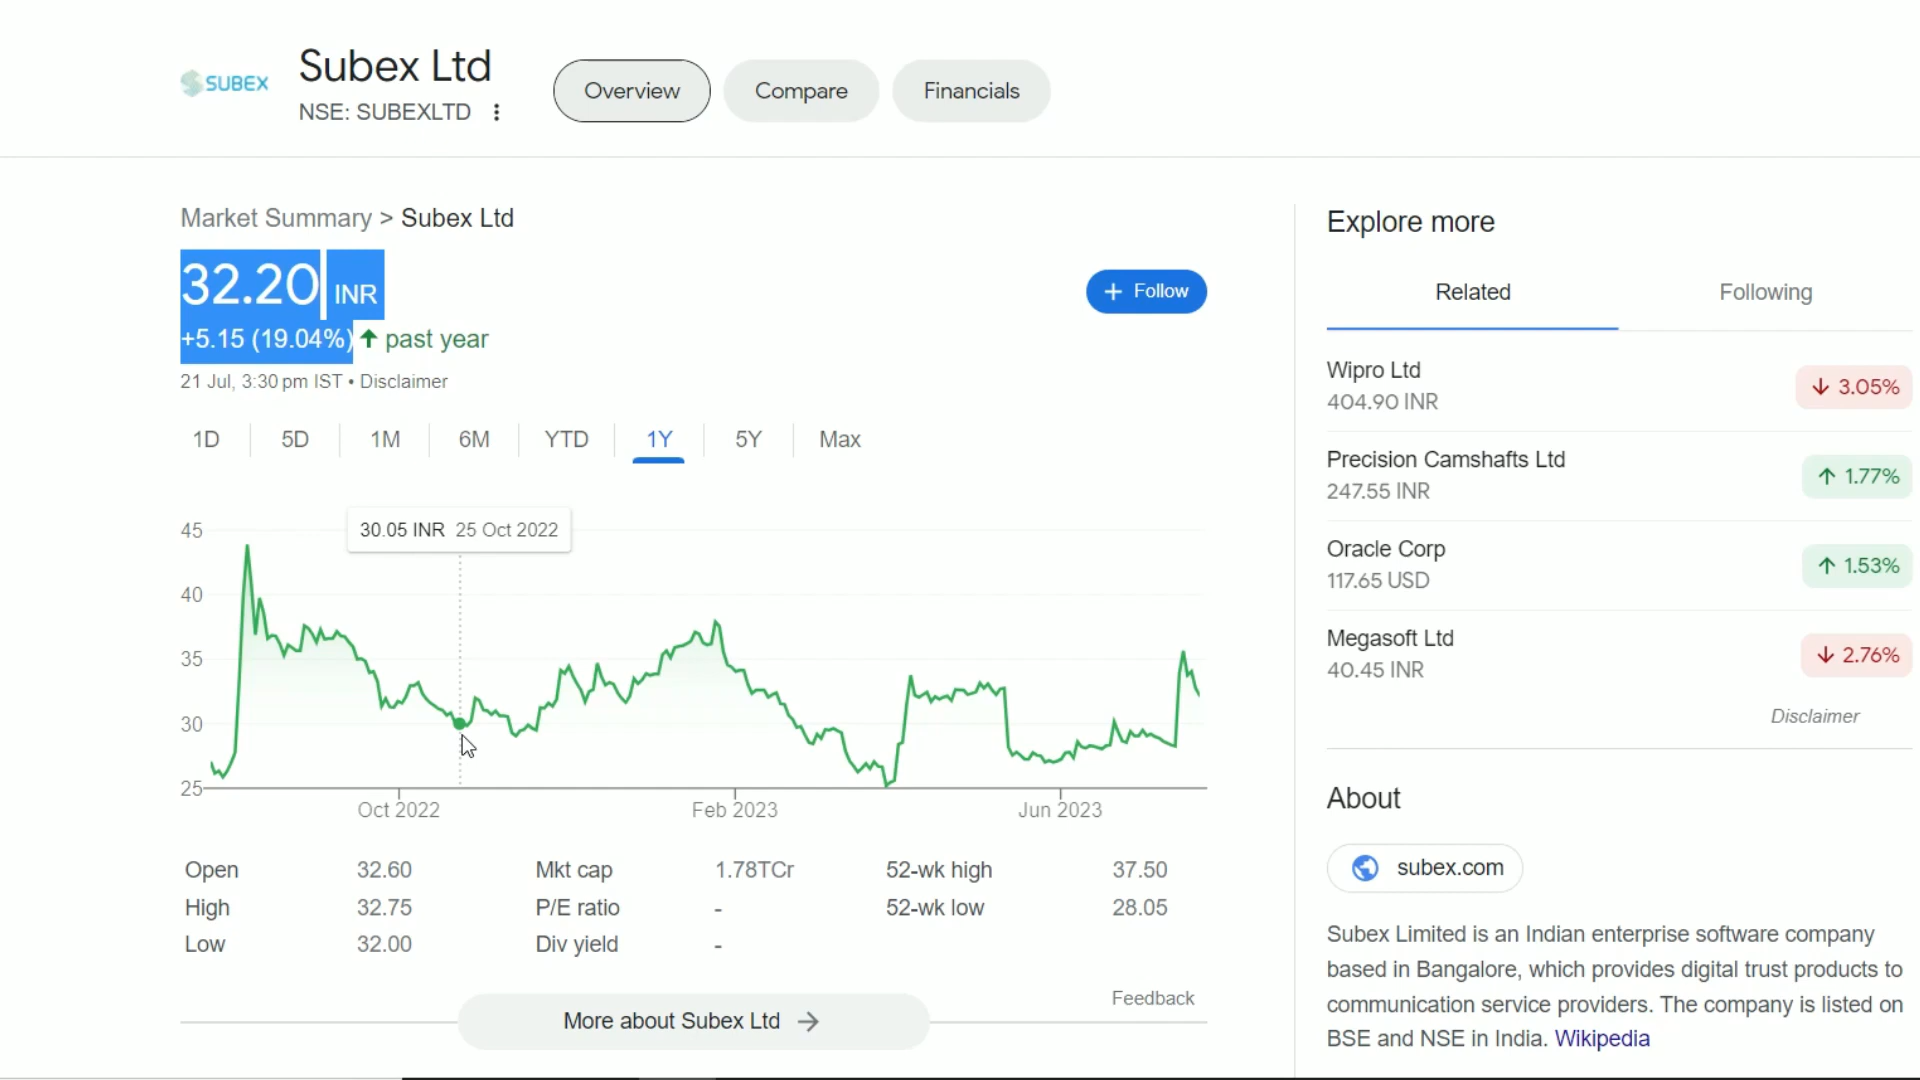 SUBEX
Subex Ltd
NSE: SUBEXLTD
Overview
Compare
Financials
Market Summary > Subex Ltd
32.20 INR
+5.15 (19.04%) ↑ past year
21 Jul, 3:30 pm IST • Disclaimer
+ Follow
1D 5D 1M 6M YTD 1Y 5Y Max
30.05 INR 25 Oct 2022
45
40
35
30
25
Oct 2022 Feb 2023 Jun 2023
Open 32.60 Mkt cap 1.78TCr 52-wk high 37.50
High 32.75 P/E ratio - 52-wk low 28.05
Low 32.00 Div yield -
Feedback
More about Subex Ltd →
Explore more
Related Following
Wipro Ltd
404.90 INR
↓ 3.05%
Precision Camshafts Ltd
247.55 INR
↑ 1.77%
Oracle Corp
117.65 USD
↑ 1.53%
Megasoft Ltd
40.45 INR
↓ 2.76%
Disclaimer
About
subex.com
Subex Limited is an Indian enterprise software company
based in Bangalore, which provides digital trust products to
communication service providers. The company is listed on
BSE and NSE in India. Wikipedia